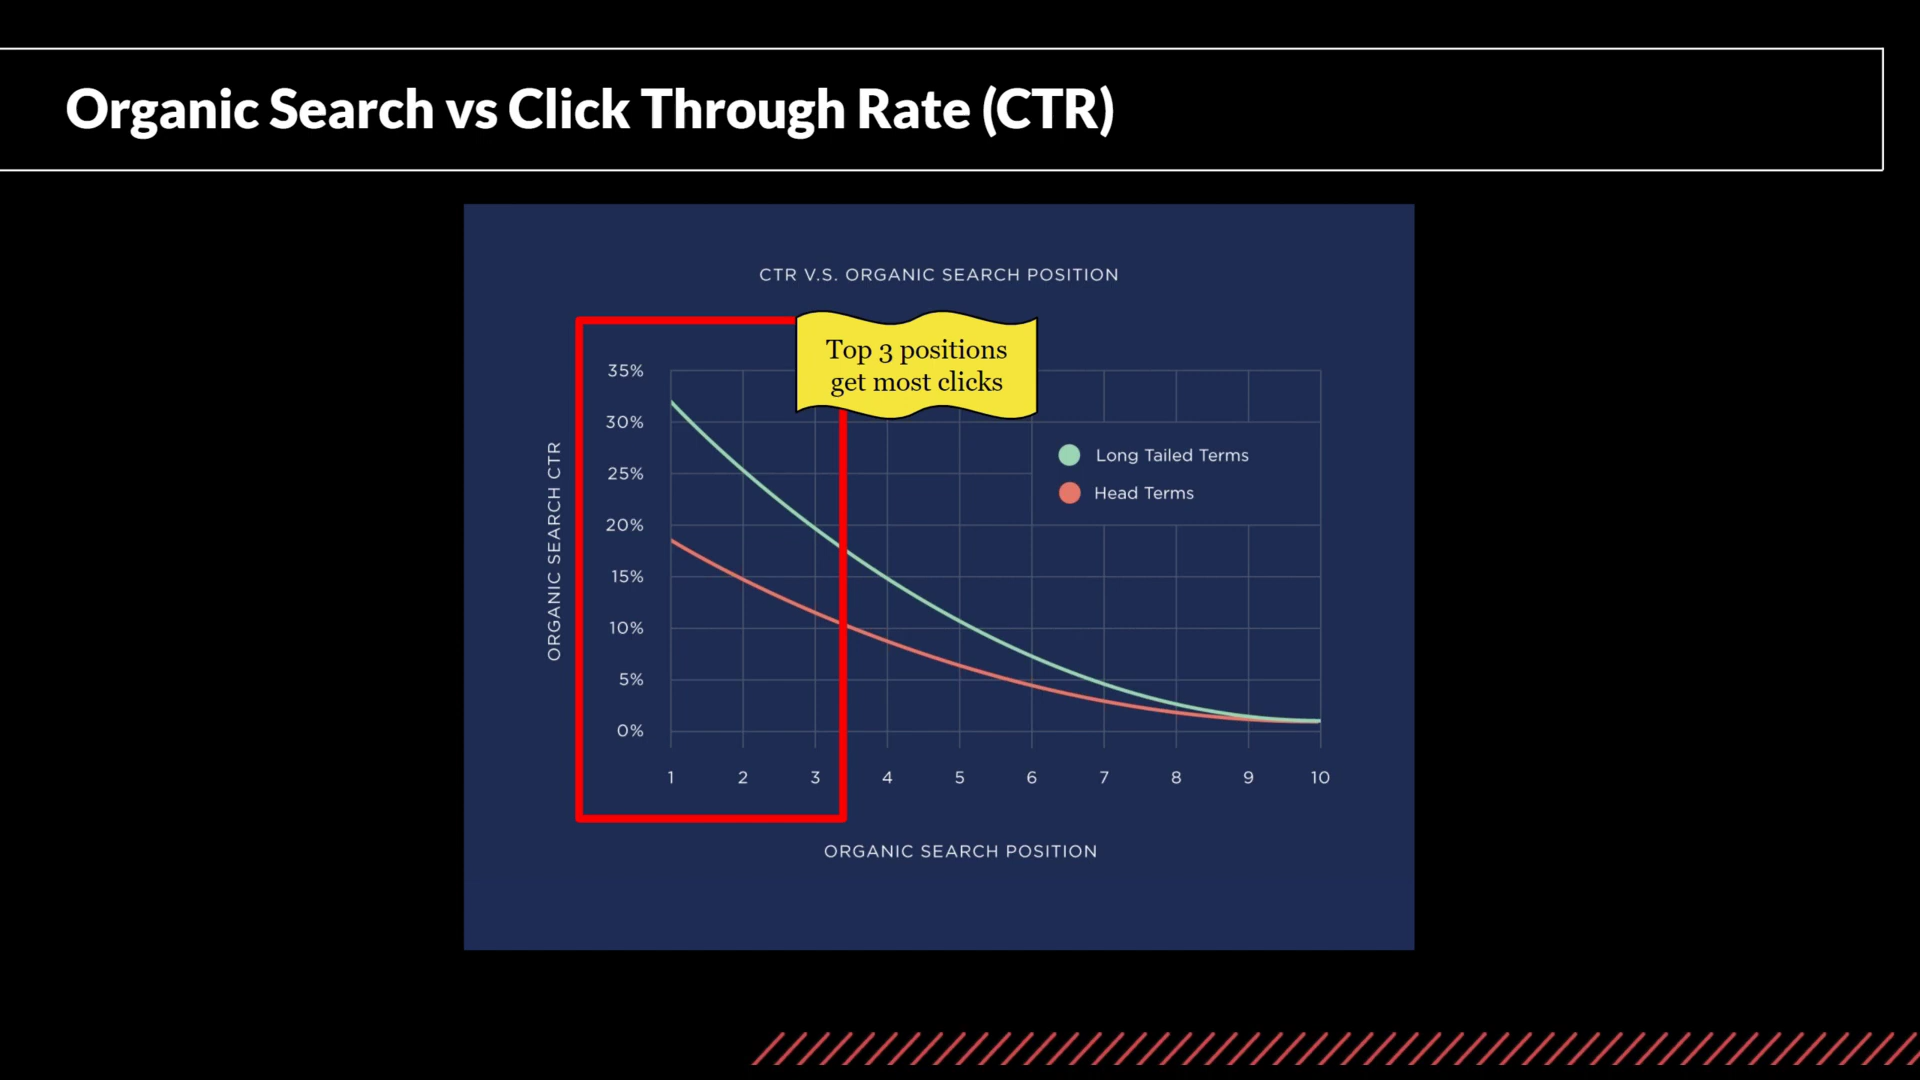 Organic Search vs Click Through Rate (CTR)
CTR V.S. ORGANIC SEARCH POSITION
Top 3 positions
get most clicks
35%
30%
25%
20%
15%
10%
5%
0%
ORGANIC SEARCH CTR
Long Tailed Terms
Head Terms
1 2 3 4 5 6 7 8 9 10
ORGANIC SEARCH POSITION